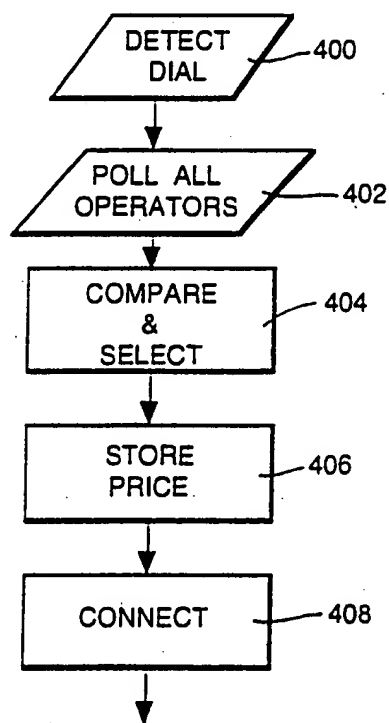 DETECT
DIAL
400
POLL ALL
OPERATORS
402
COMPARE
&
SELECT
404
STORE
PRICE
406
CONNECT
408